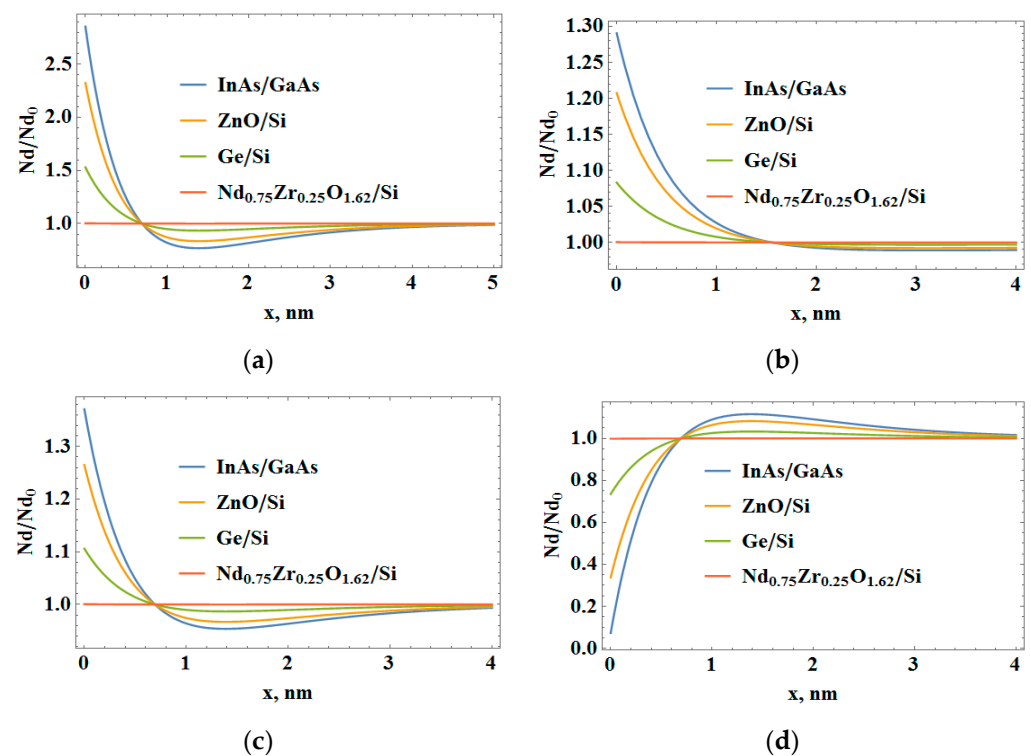 2.5
2.0
1.5
1.0
Nd/Nd₀
InAs/GaAs
ZnO/Si
Ge/Si
Nd₀.₇₅Zr₀.₂₅O₁.₆₂/Si
0 1 2 3 4 5
x, nm
(a)
1.30
1.25
1.20
1.15
1.10
1.05
1.00
Nd/Nd₀
InAs/GaAs
ZnO/Si
Ge/Si
Nd₀.₇₅Zr₀.₂₅O₁.₆₂/Si
0 1 2 3 4
x, nm
(b)
1.3
1.2
1.1
1.0
Nd/Nd₀
InAs/GaAs
ZnO/Si
Ge/Si
Nd₀.₇₅Zr₀.₂₅O₁.₆₂/Si
0 1 2 3 4
x, nm
(c)
1.0
0.8
0.6
0.4
0.2
0.0
Nd/Nd₀
InAs/GaAs
ZnO/Si
Ge/Si
Nd₀.₇₅Zr₀.₂₅O₁.₆₂/Si
0 1 2 3 4
x, nm
(d)